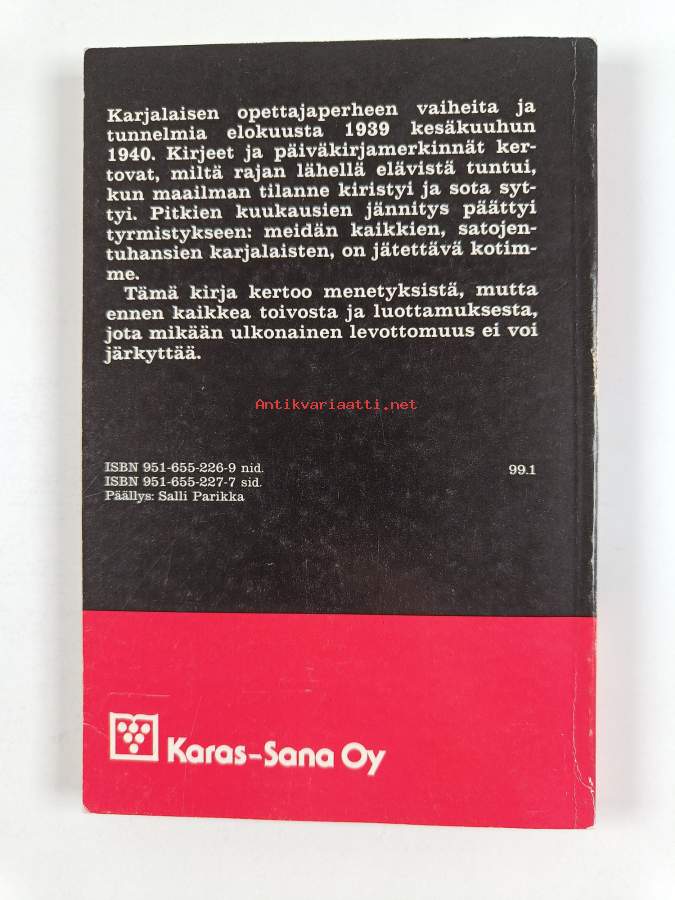 Karjalaisen opettajaperheen vaiheita ja
tunnelmia elokuusta 1939 kesäkuuhun
1940. Kirjeet ja päiväkirjamerkinnät ker-
tovat, miltä rajan lähellä elävistä tuntui,
kun maailman tilanne kiristyi ja sota syt-
tyi. Pitkien kuukausien jännitys päättyi
tyrmistykseen: meidän kaikkien, satojen-
tuhansien karjalaisten, on jätettävä kotim-
me.
Tämä kirja kertoo menetyksistä, mutta
ennen kaikkea toivosta ja luottamuksesta,
jota mikään ulkonainen levottomuus ei voi
järkyttää.
Antikvariaatti.net
ISBN 951-655-226-9 nid. 99.1
ISBN 951-655-227-7 sid.
Päällys: Salli Parikka
Karas-Sana Oy